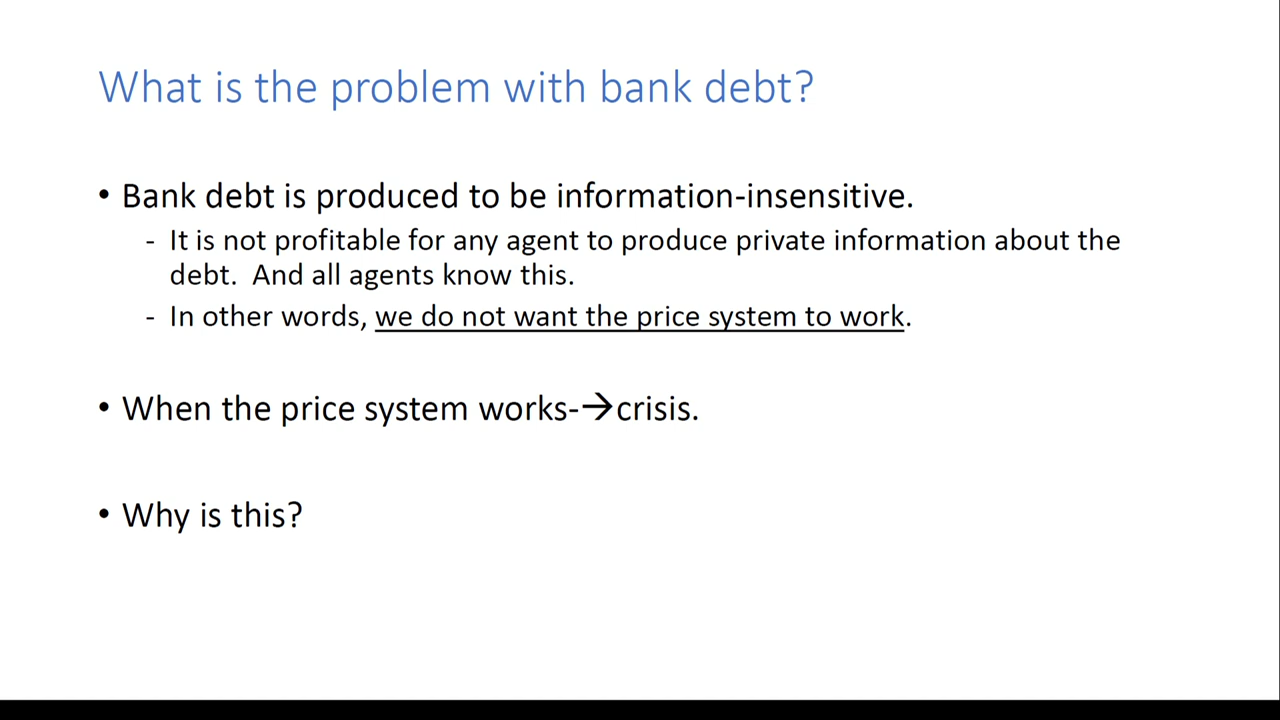 What is the problem with bank debt?
• Bank debt is produced to be information-insensitive.
- It is not profitable for any agent to produce private information about the
debt. And all agents know this.
- In other words, we do not want the price system to work.
• When the price system works-→crisis.
• Why is this?